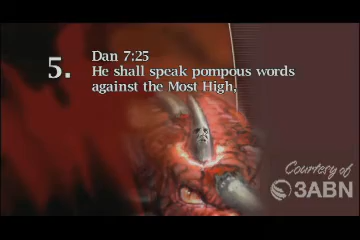 5.
Dan 7:25
He shall speak pompous words
against the Most High,
Courtesy of
3ABN